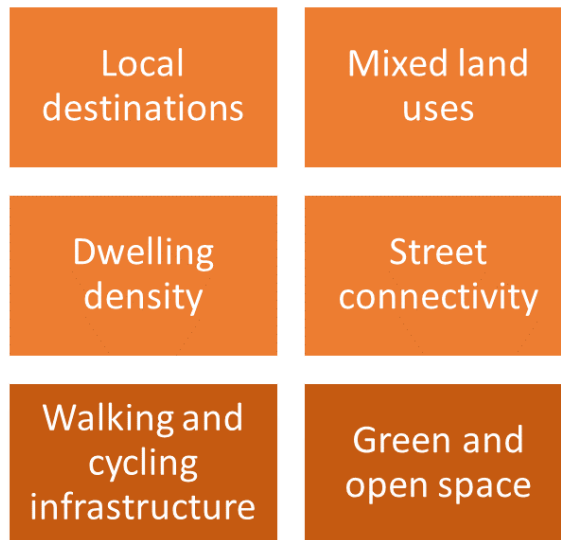 Local
destinations
Mixed land
uses
Dwelling
density
Street
connectivity
Walking and
cycling
infrastructure
Green and
open space